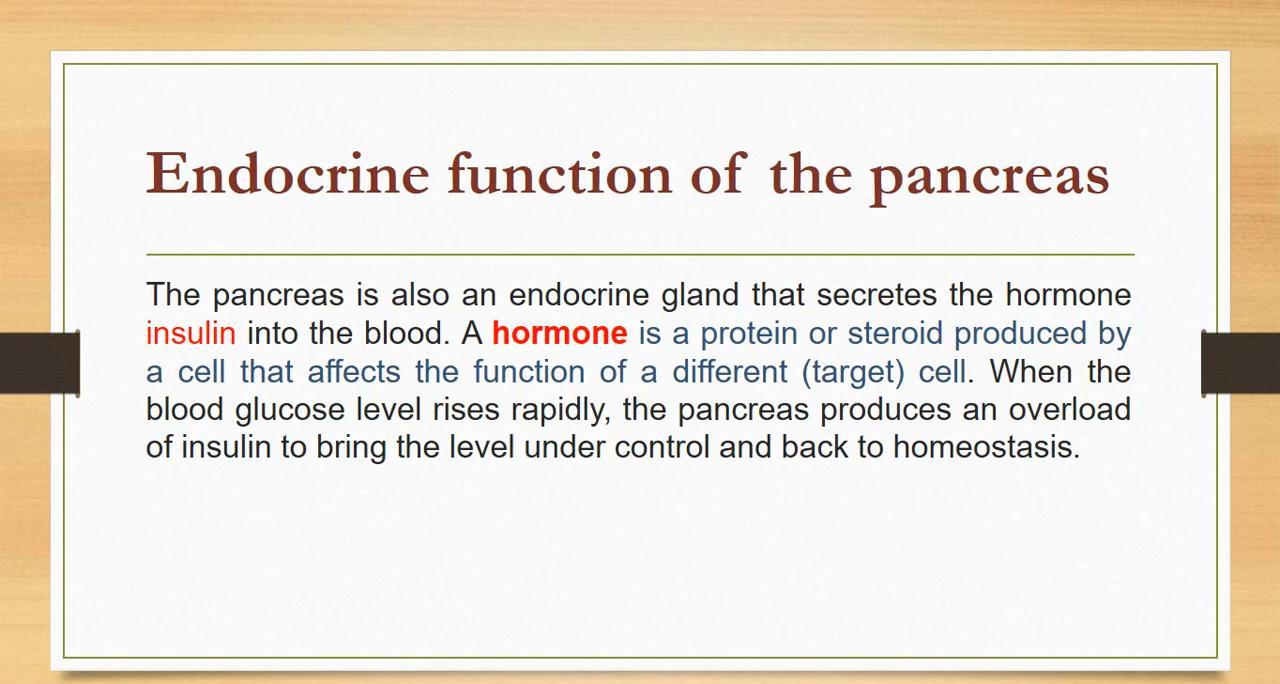 Endocrine function of the pancreas
The pancreas is also an endocrine gland that secretes the hormone
insulin into the blood. A hormone is a protein or steroid produced by
a cell that affects the function of a different (target) cell. When the
blood glucose level rises rapidly, the pancreas produces an overload
of insulin to bring the level under control and back to homeostasis.